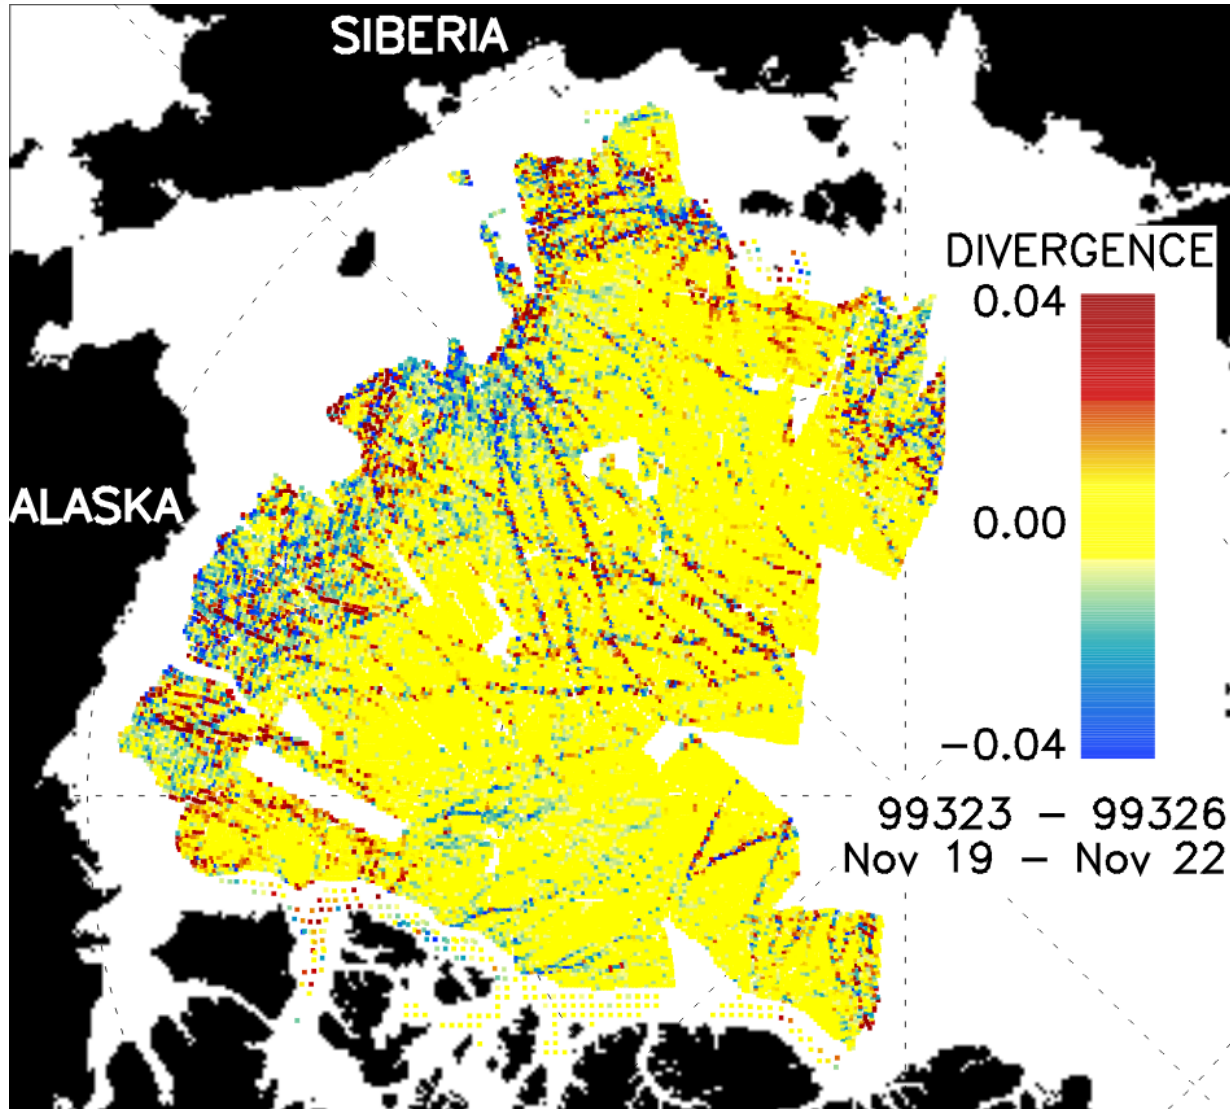 SIBERIA
ALASKA
DIVERGENCE
0.04
0.00
−0.04
99323 − 99326
Nov 19 − Nov 22